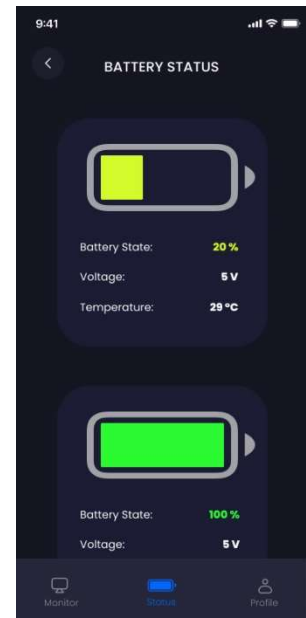 9:41
BATTERY STATUS
Battery State: 20 %
Voltage: 5 V
Temperature: 29 °C
Battery State: 100 %
Voltage: 5 V
Monitor Status Profile